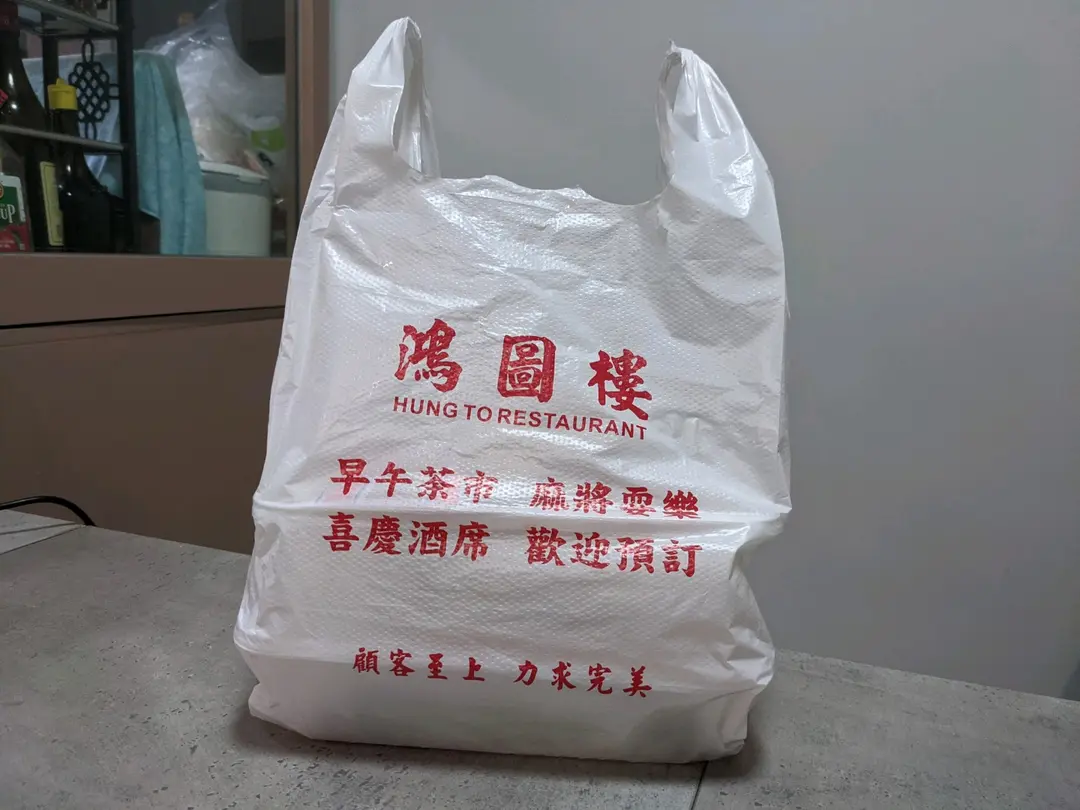 鴻圖樓
HUNG TO RESTAURANT
早午茶市 麻將耍樂
喜慶酒席 歡迎預訂
顧客至上 力求完美